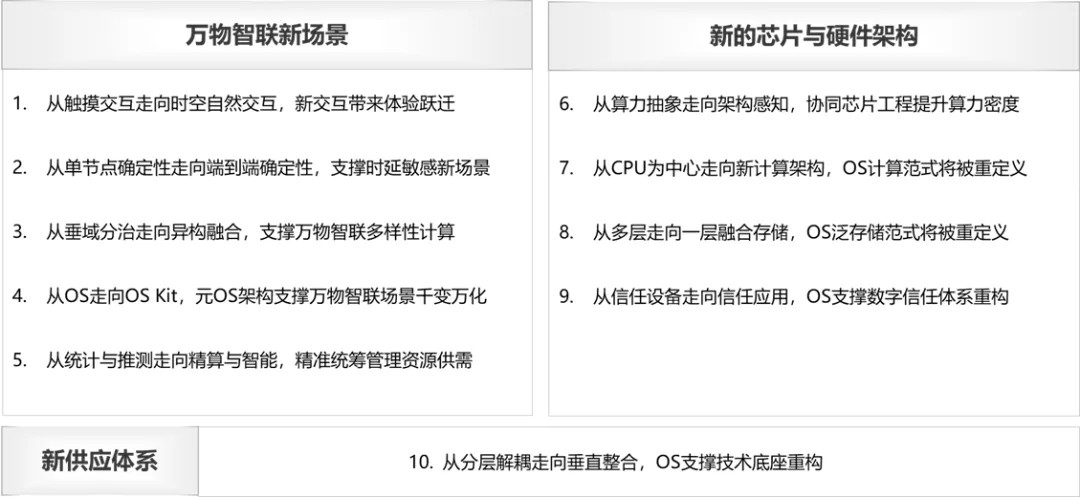 万物智联新场景
1. 从触摸交互走向时空自然交互，新交互带来体验跃迁
2. 从单节点确定性走向端到端确定性，支撑时延敏感新场景
3. 从垂域分治走向异构融合，支撑万物智联多样性计算
4. 从OS走向OS Kit，元OS架构支撑万物智联场景千变万化
5. 从统计与推测走向精算与智能，精准统筹管理资源供需
新的芯片与硬件架构
6. 从算力抽象走向架构感知，协同芯片工程提升算力密度
7. 从CPU为中心走向新计算架构，OS计算范式将被重定义
8. 从多层走向一层融合存储，OS泛存储范式将被重定义
9. 从信任设备走向信任应用，OS支撑数字信任体系重构
新供应体系
10. 从分层解耦走向垂直整合，OS支撑技术底座重构